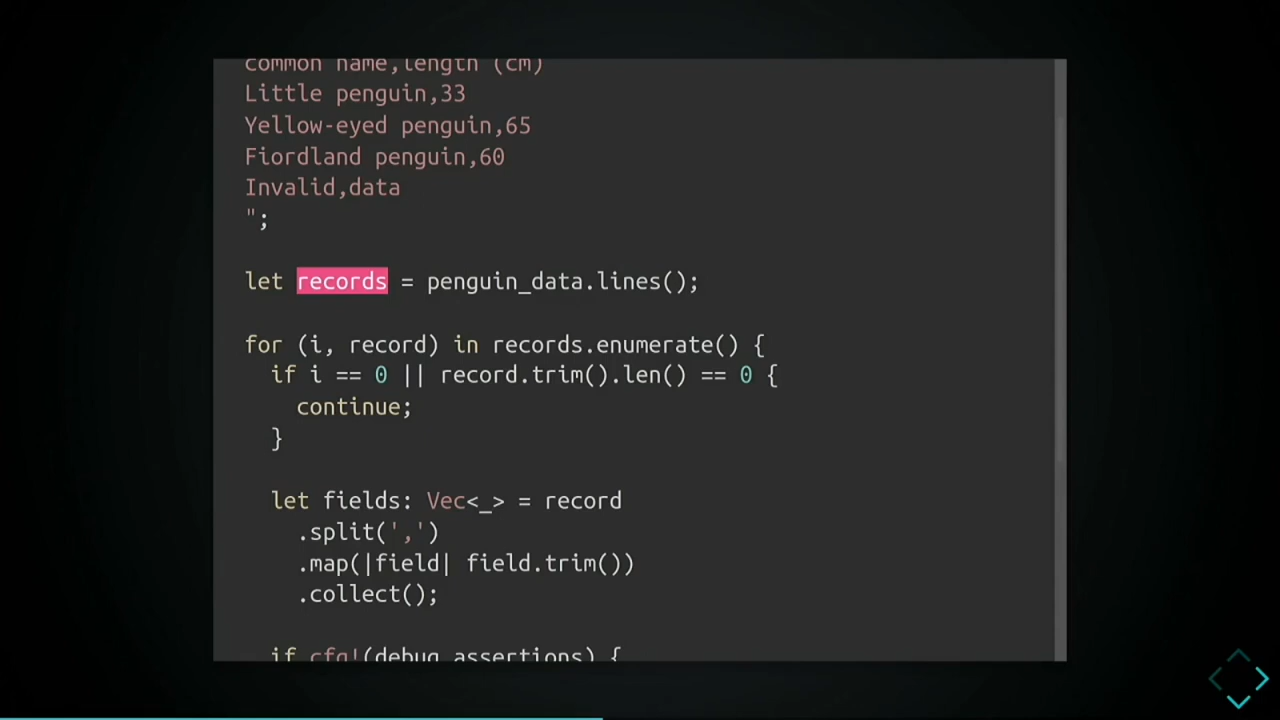 common name,length (cm)
Little penguin,33
Yellow-eyed penguin,65
Fiordland penguin,60
Invalid,data
";
let records = penguin_data.lines();
for (i, record) in records.enumerate() {
if i == 0 || record.trim().len() == 0 {
continue;
}
let fields: Vec<_> = record
.split(',')
.map(|field| field.trim())
.collect();
if cfg!(debug_assertions) {